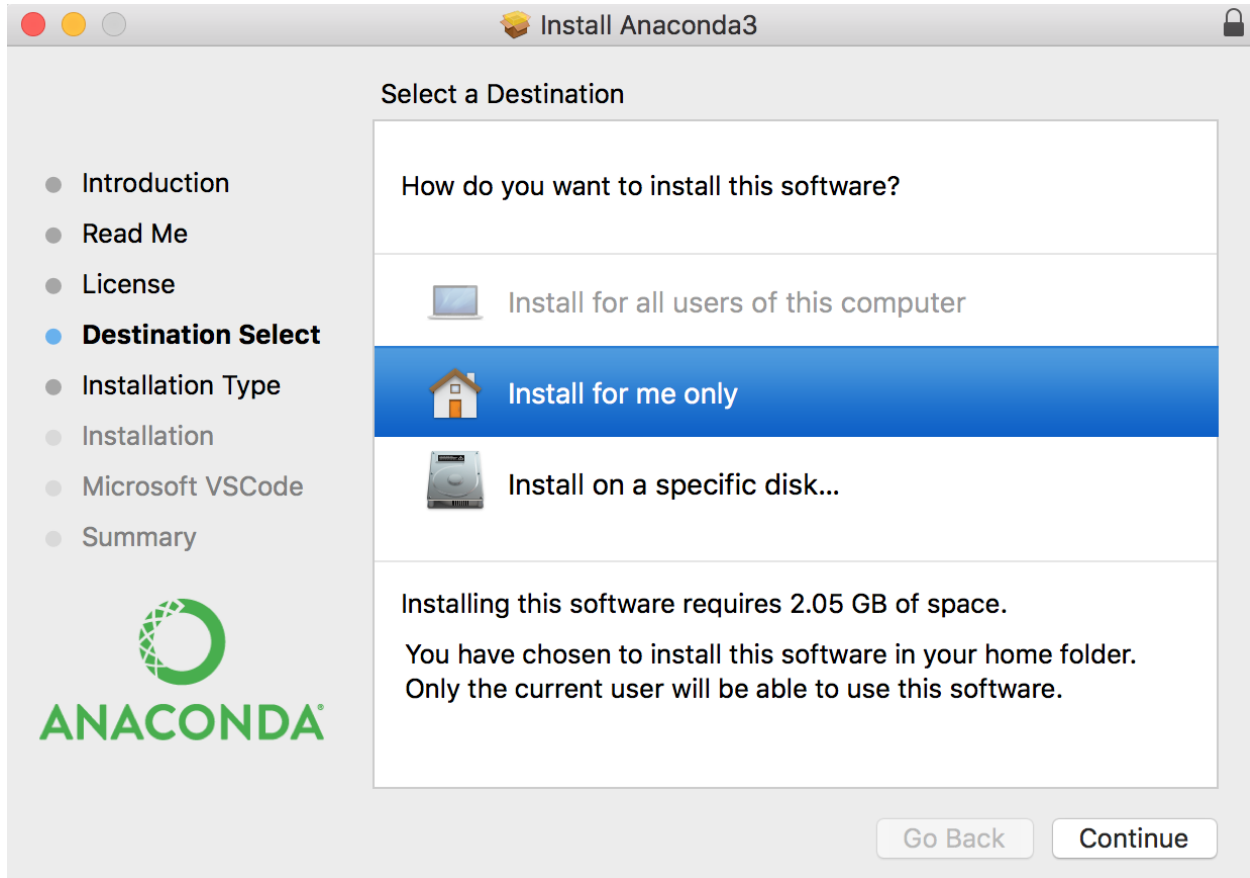 Install Anaconda3
Select a Destination
Introduction
Read Me
License
Destination Select
Installation Type
Installation
Microsoft VSCode
Summary
ANACONDA®
How do you want to install this software?
Install for all users of this computer
Install for me only
Install on a specific disk...
Installing this software requires 2.05 GB of space.
You have chosen to install this software in your home folder.
Only the current user will be able to use this software.
Go Back
Continue